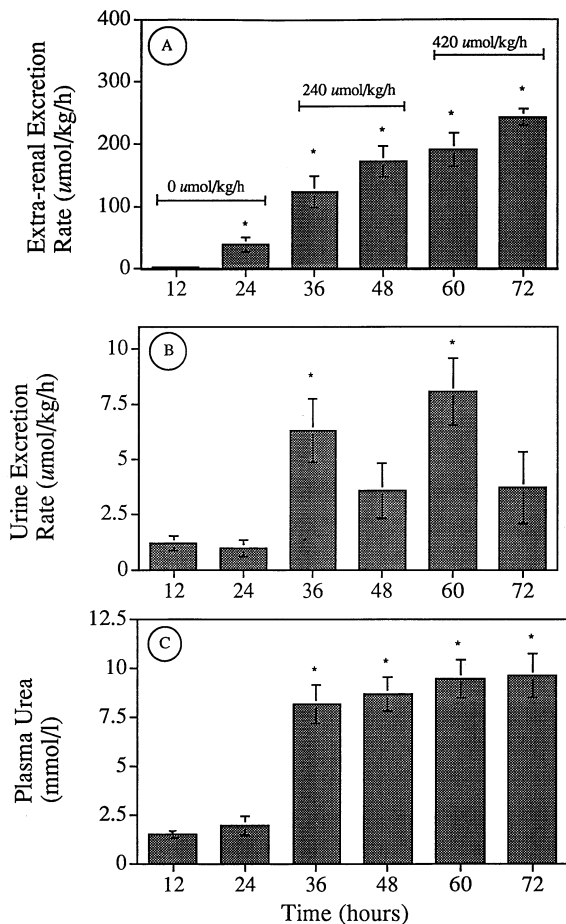 A
400
300
200
100
0
Extra-renal Excretion
Rate (umol/kg/h)
0 umol/kg/h
240 umol/kg/h
420 umol/kg/h
*
*
*
*
*
12 24 36 48 60 72
B
10
7.5
5
2.5
0
Urine Excretion
Rate (umol/kg/h)
*
*
12 24 36 48 60 72
C
12.5
10
7.5
5
2.5
0
Plasma Urea
(mmol/l)
*
*
*
*
12 24 36 48 60 72
Time (hours)